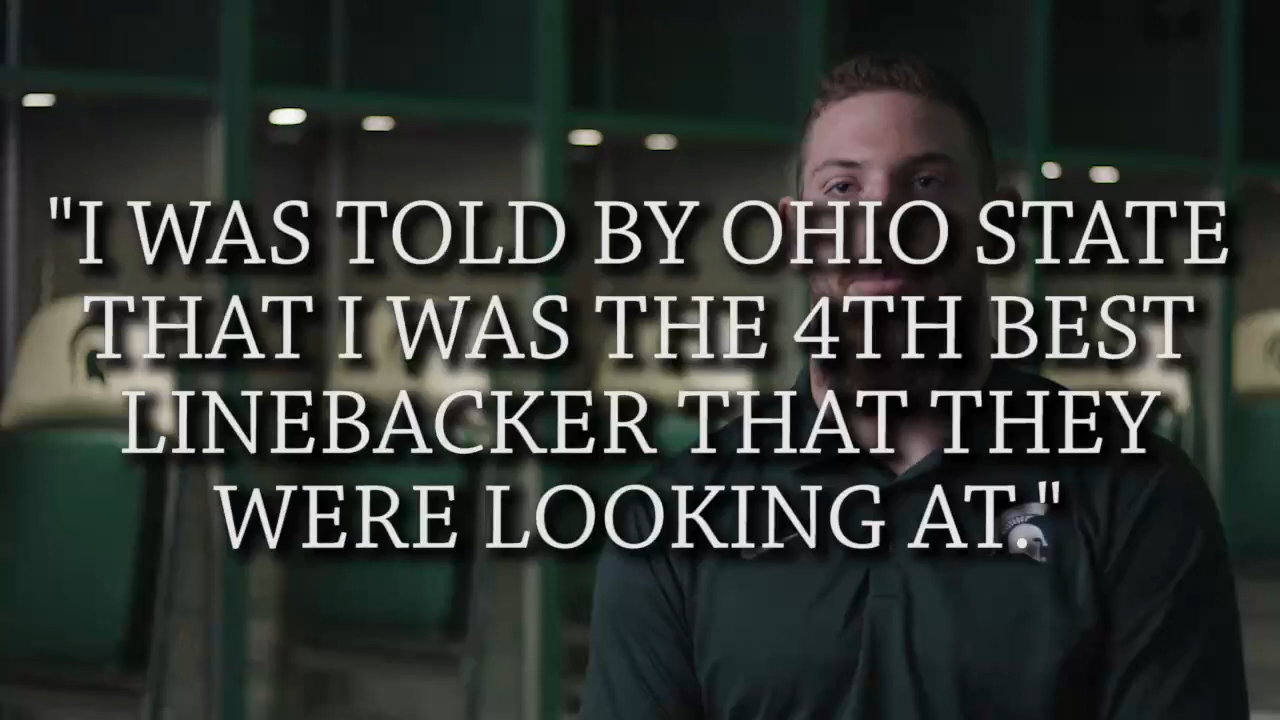 "I WAS TOLD BY OHIO STATE
THAT I WAS THE 4TH BEST
LINEBACKER THAT THEY
WERE LOOKING AT."